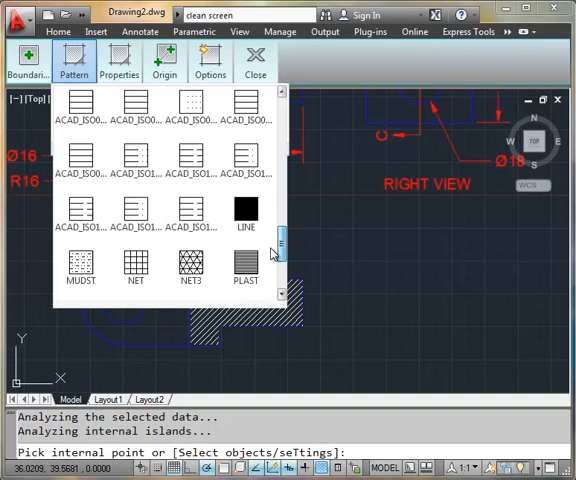 Drawing2.dwg
clean screen
Sign In
Home Insert Annotate Parametric View Manage Output Plug-ins Online Express Tools
Boundari... Pattern Properties Origin Options Close
[−][Top]
ACAD_ISO0... ACAD_ISO0... ACAD_ISO0... ACAD_ISO0...
ACAD_ISO0... ACAD_ISO1... ACAD_ISO1... ACAD_ISO1...
ACAD_ISO1... ACAD_ISO1... ACAD_ISO1... LINE
MUDST NET NET3 PLAST
Ø16
R16
C
Ø18
RIGHT VIEW
N
W TOP E
S
WCS
Y
X
Model Layout1 Layout2
Analyzing the selected data...
Analyzing internal islands...
Pick internal point or [Select objects/seTtings]:
36.0209, 39.5681, 0.0000
MODEL
1:1